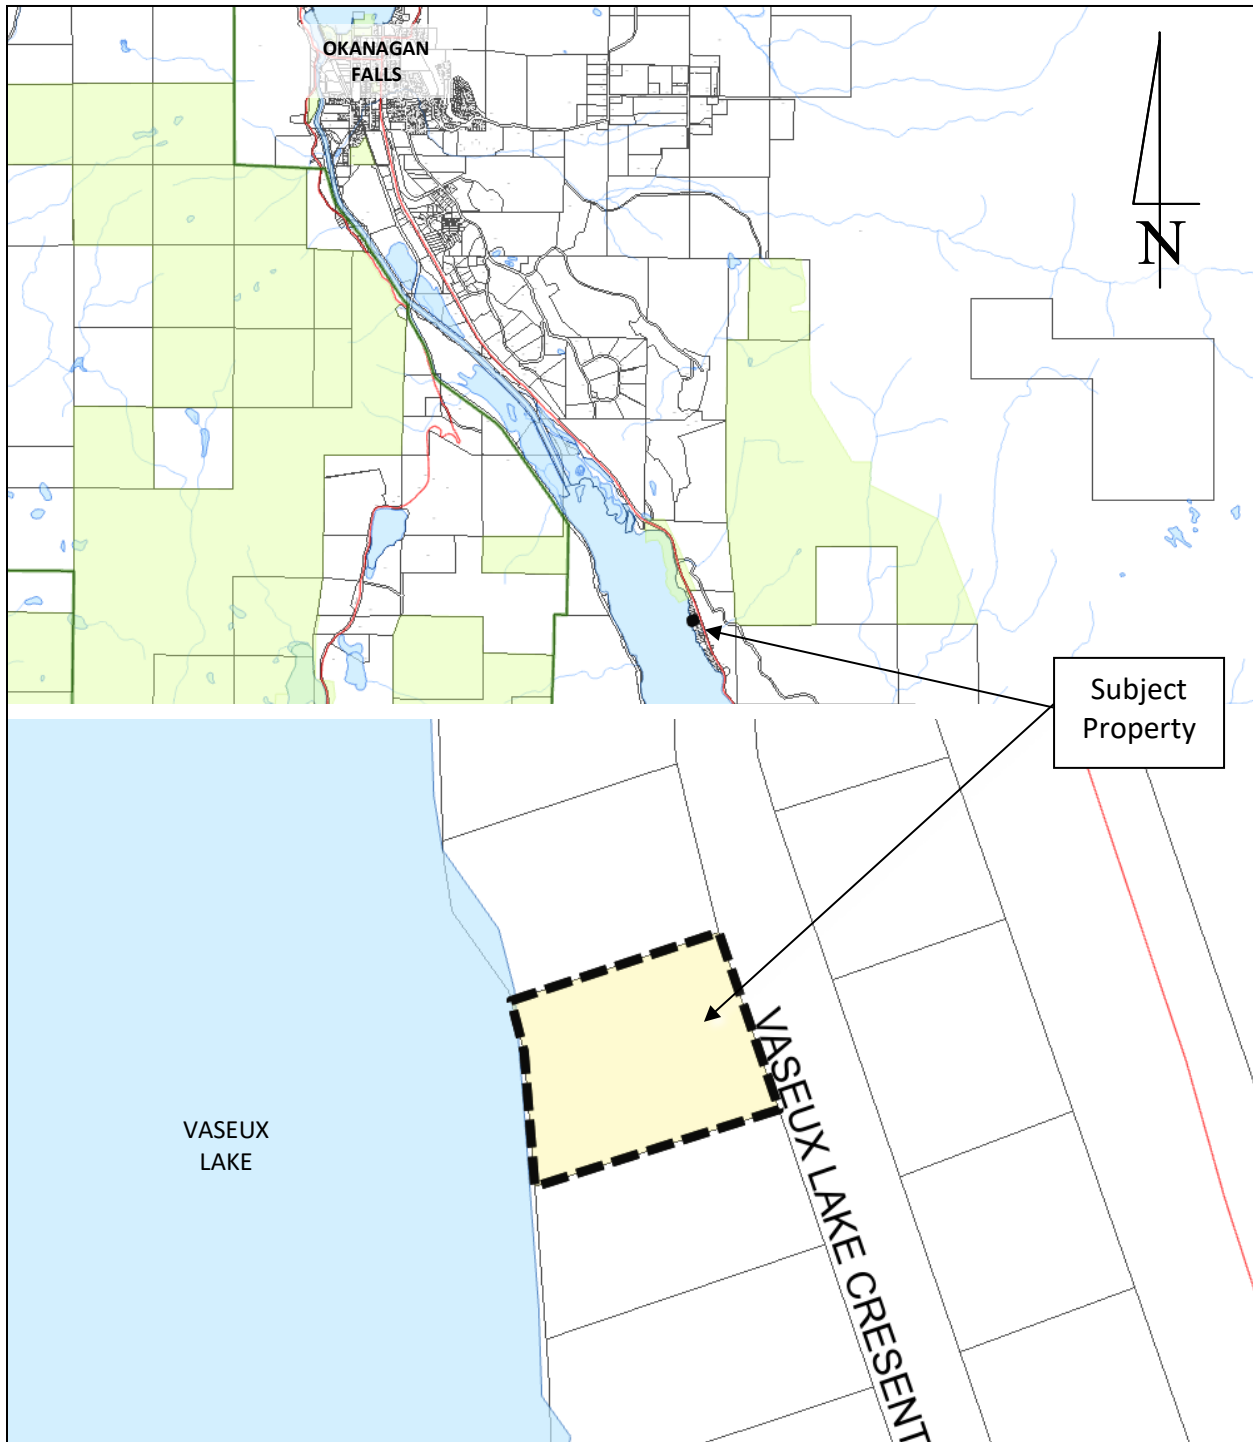 OKANAGAN
FALLS
N
Subject
Property
VASEUX
LAKE
VASEUX LAKE CRESENT